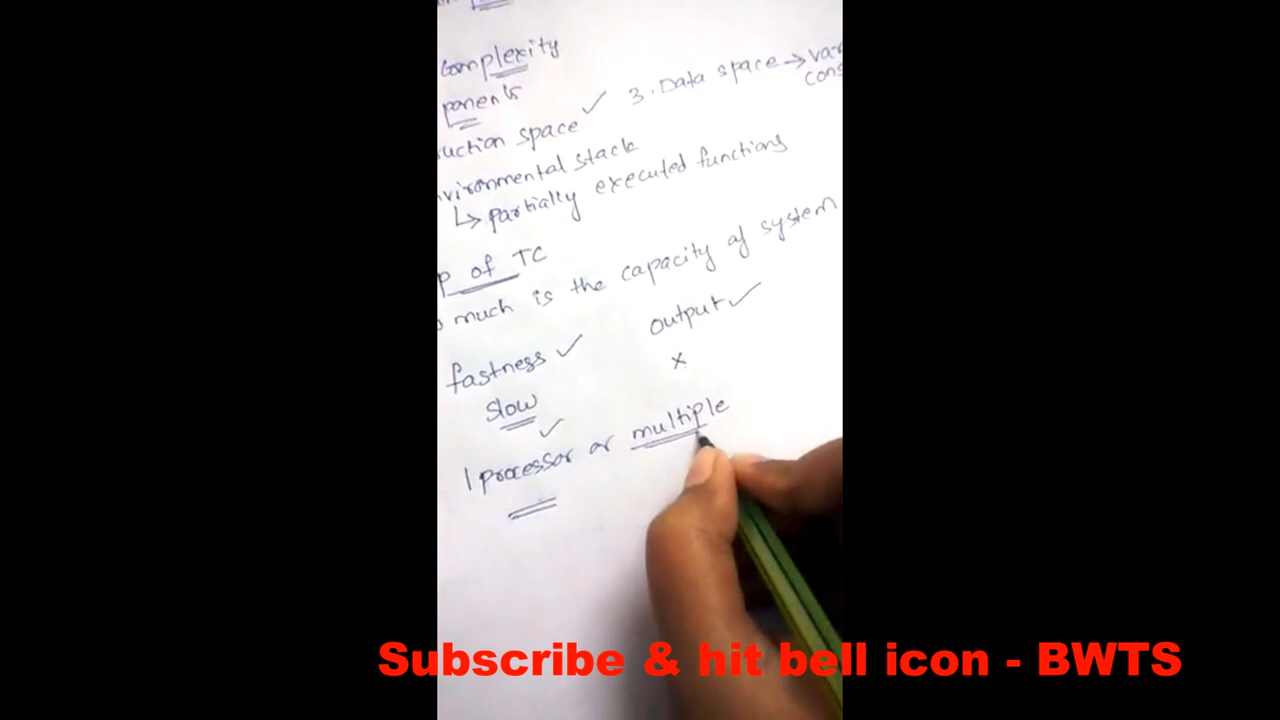 complexity
ponents
uction space ✓ 3. Data space → var
cons
vironmental stack
↳ partially executed functions
p of TC
much is the capacity of system
fastness ✓ output ✓
slow ×
✓
1 processor or multiple
Subscribe & hit bell icon - BWTS